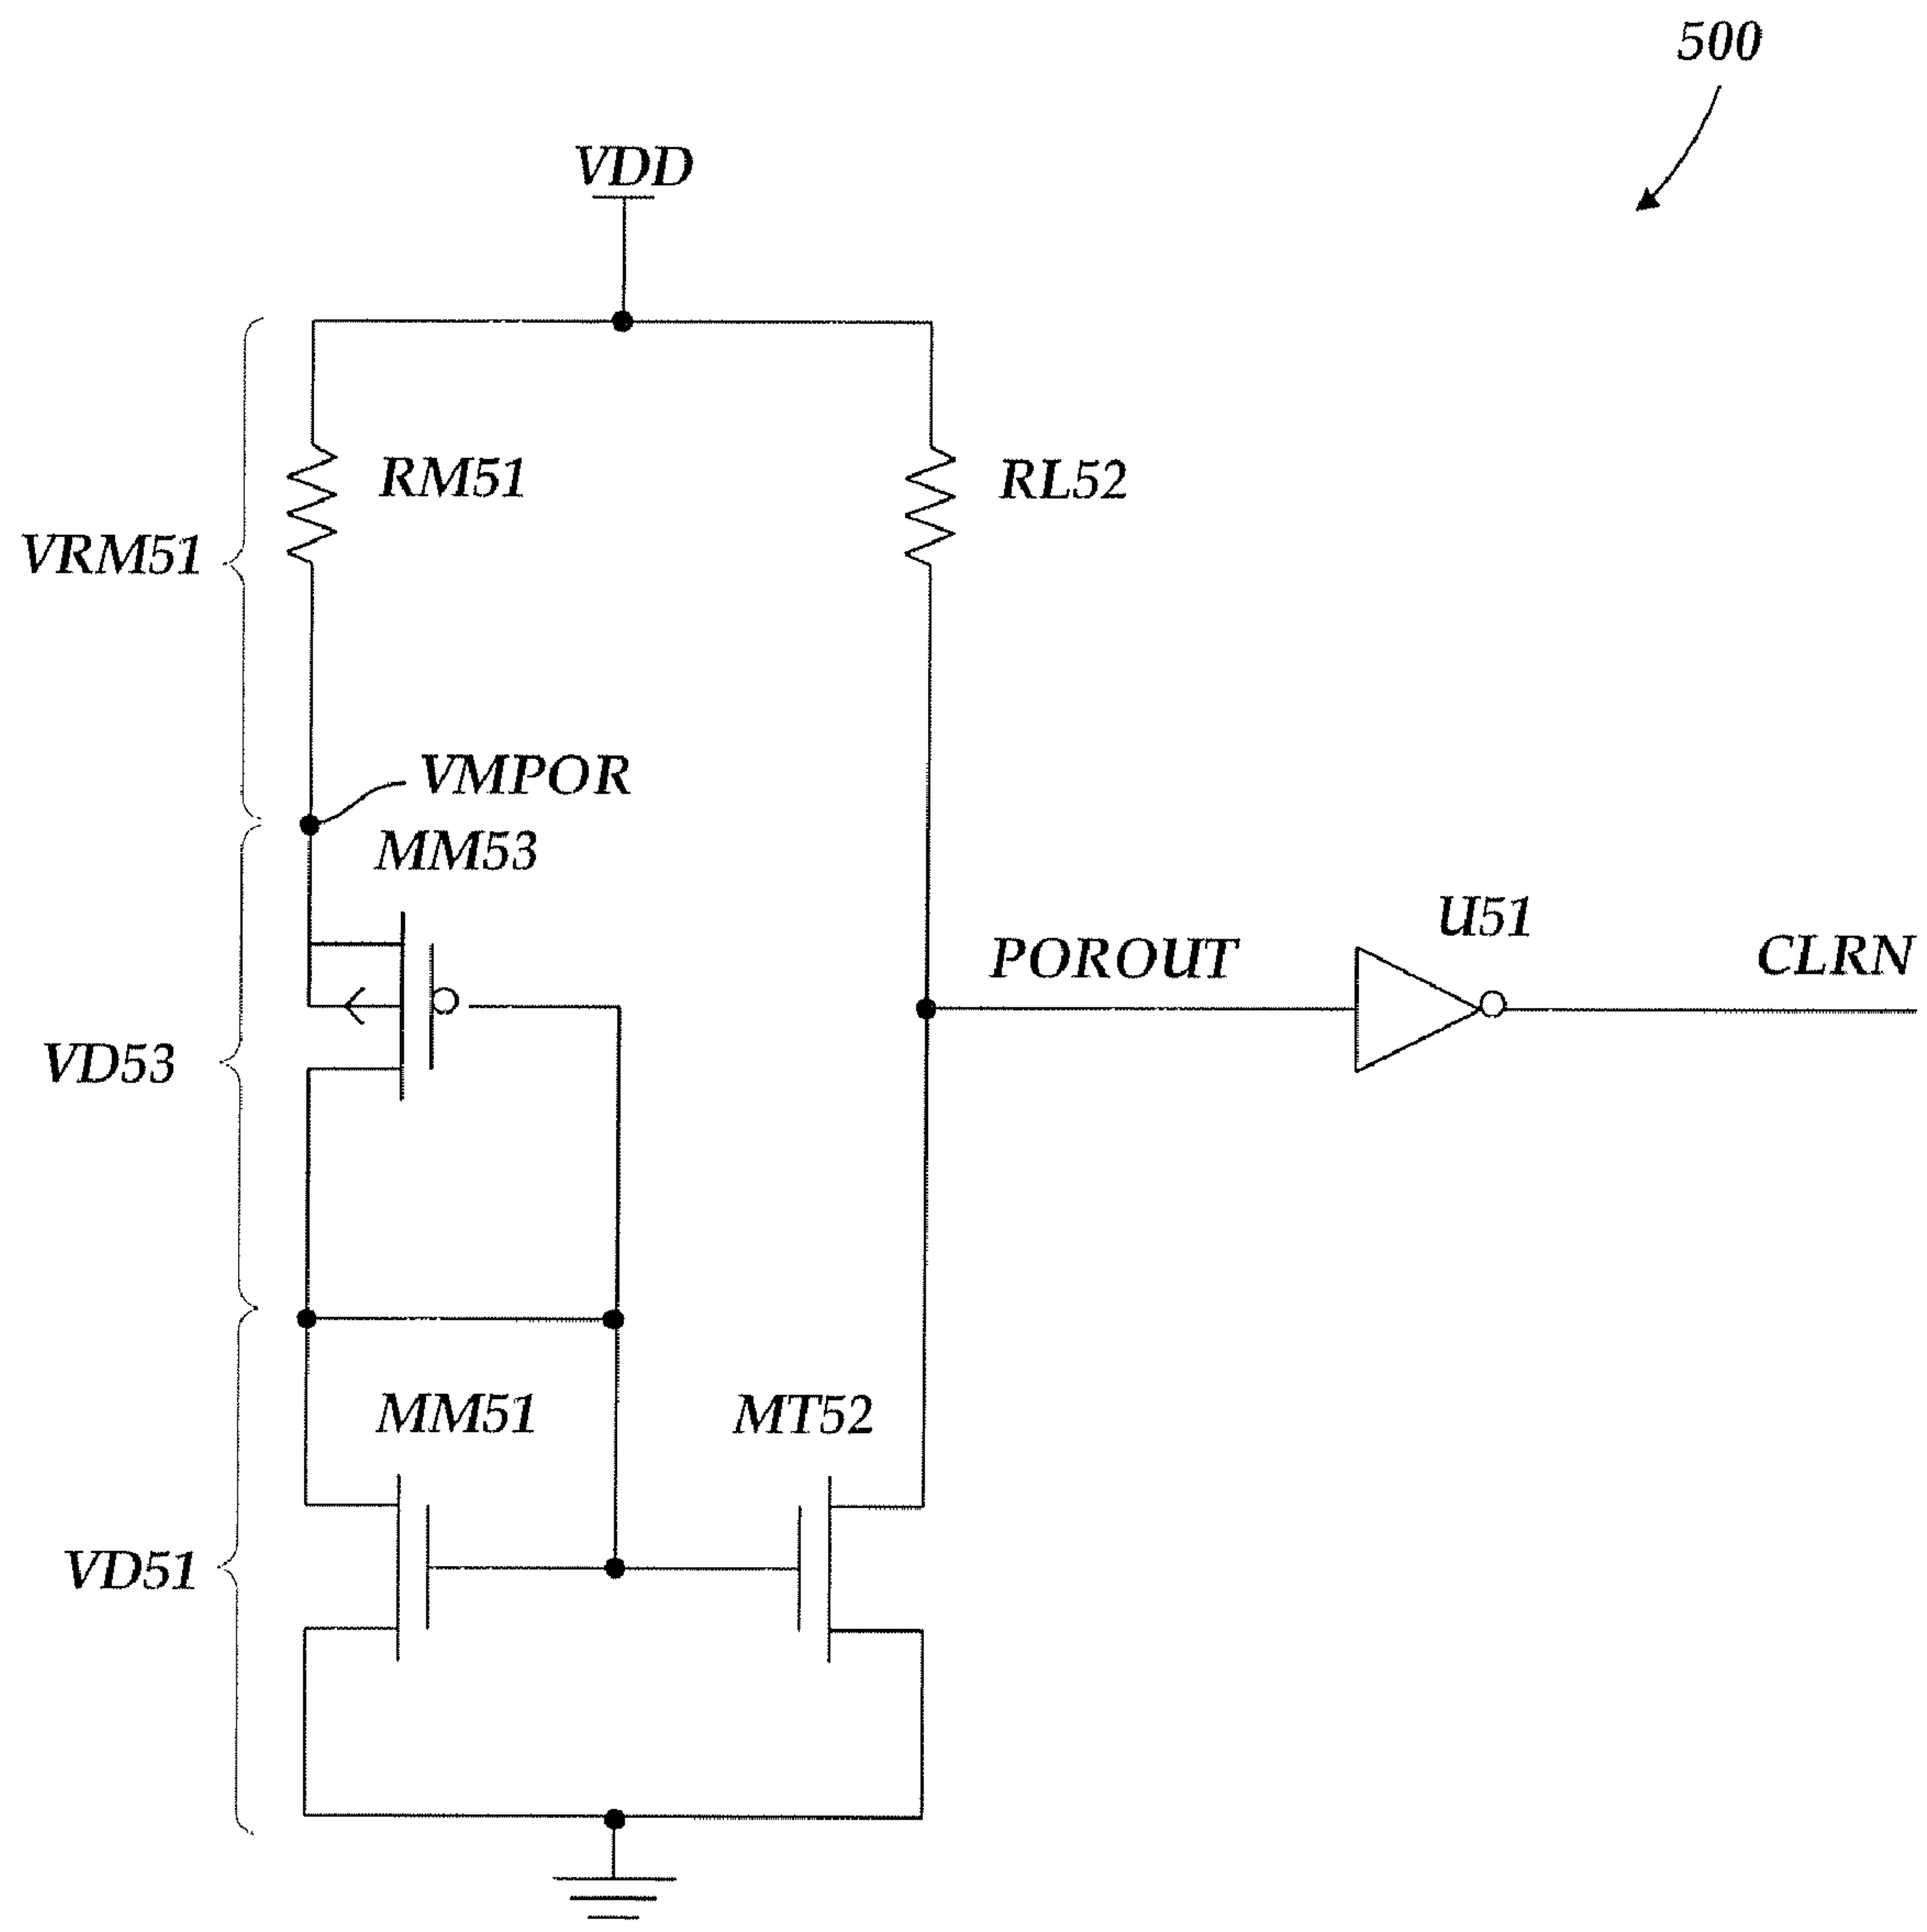 500
VDD
RM51
RL52
VRM51
VMPOR
MM53
U51
POROUT
CLRN
VD53
MM51
MT52
VD51